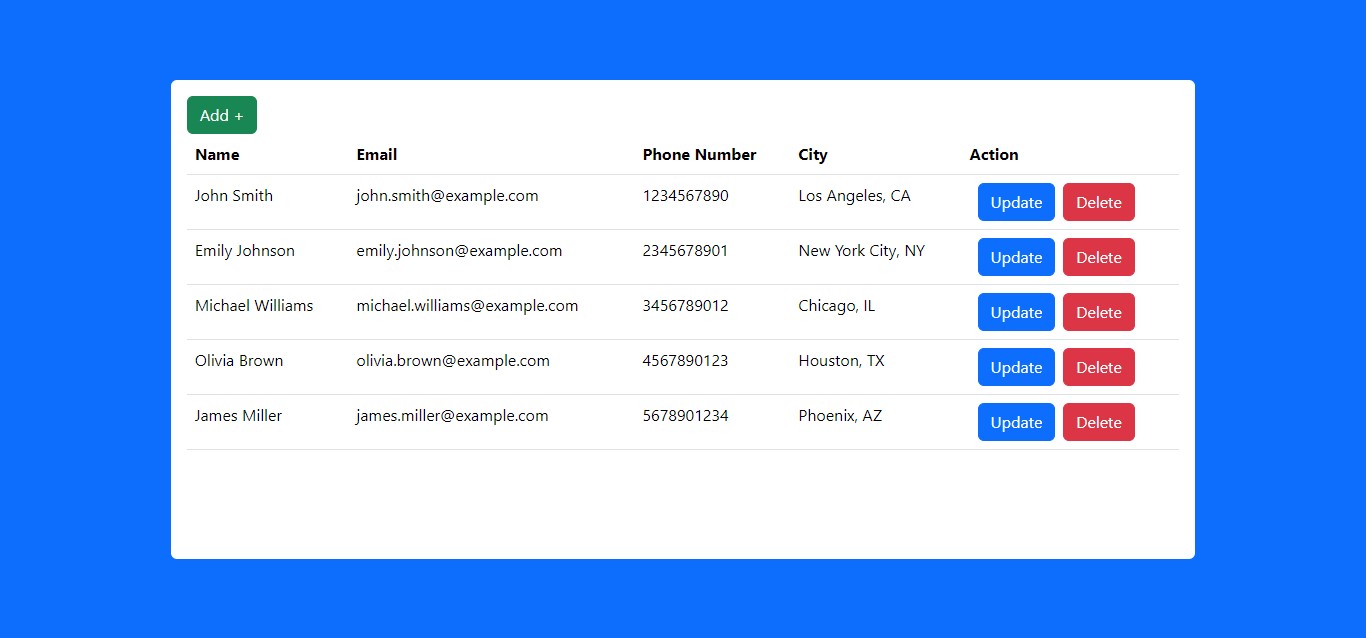 Add +
Name Email Phone Number City Action
John Smith john.smith@example.com 1234567890 Los Angeles, CA Update Delete
Emily Johnson emily.johnson@example.com 2345678901 New York City, NY Update Delete
Michael Williams michael.williams@example.com 3456789012 Chicago, IL Update Delete
Olivia Brown olivia.brown@example.com 4567890123 Houston, TX Update Delete
James Miller james.miller@example.com 5678901234 Phoenix, AZ Update Delete